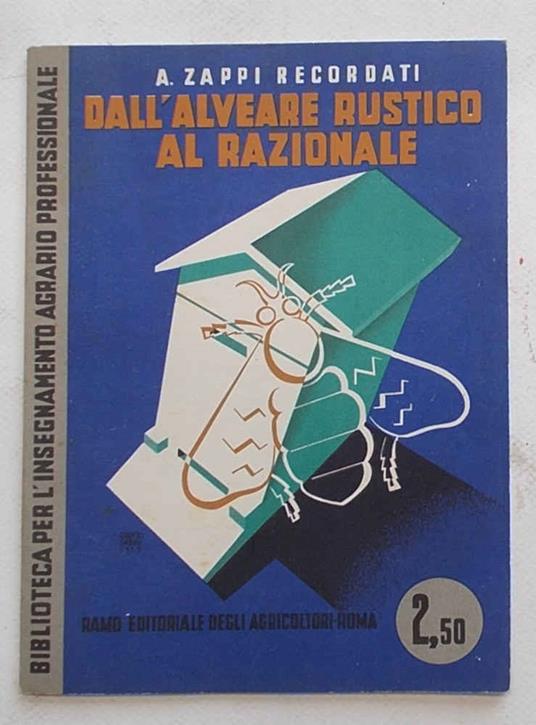 A. ZAPPI RECORDATI
DALL'ALVEARE RUSTICO
AL RAZIONALE
BIBLIOTECA PER L'INSEGNAMENTO AGRARIO PROFESSIONALE
RAMO EDITORIALE DEGLI AGRICOLTORI-ROMA
2,50